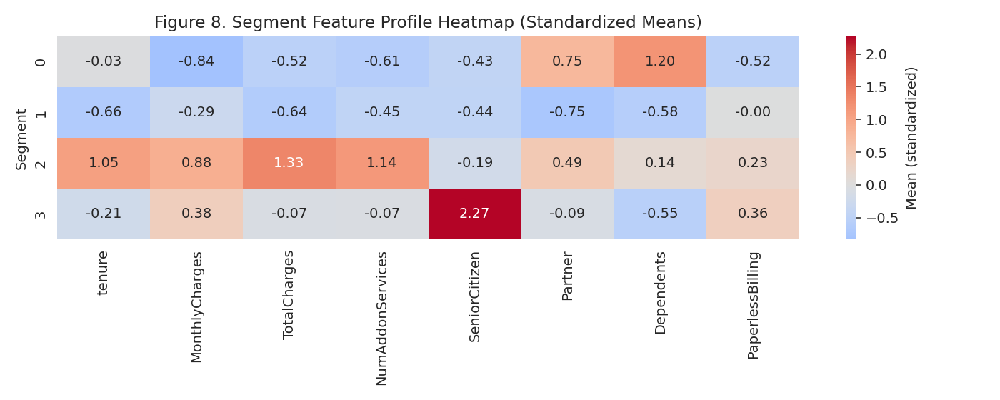 Figure 8. Segment Feature Profile Heatmap (Standardized Means)
Segment
0 -0.03 -0.84 -0.52 -0.61 -0.43 0.75 1.20 -0.52
1 -0.66 -0.29 -0.64 -0.45 -0.44 -0.75 -0.58 -0.00
2 1.05 0.88 1.33 1.14 -0.19 0.49 0.14 0.23
3 -0.21 0.38 -0.07 -0.07 2.27 -0.09 -0.55 0.36
tenure
MonthlyCharges
TotalCharges
NumAddonServices
SeniorCitizen
Partner
Dependents
PaperlessBilling
2.0
1.5
1.0
0.5
0.0
−0.5
Mean (standardized)